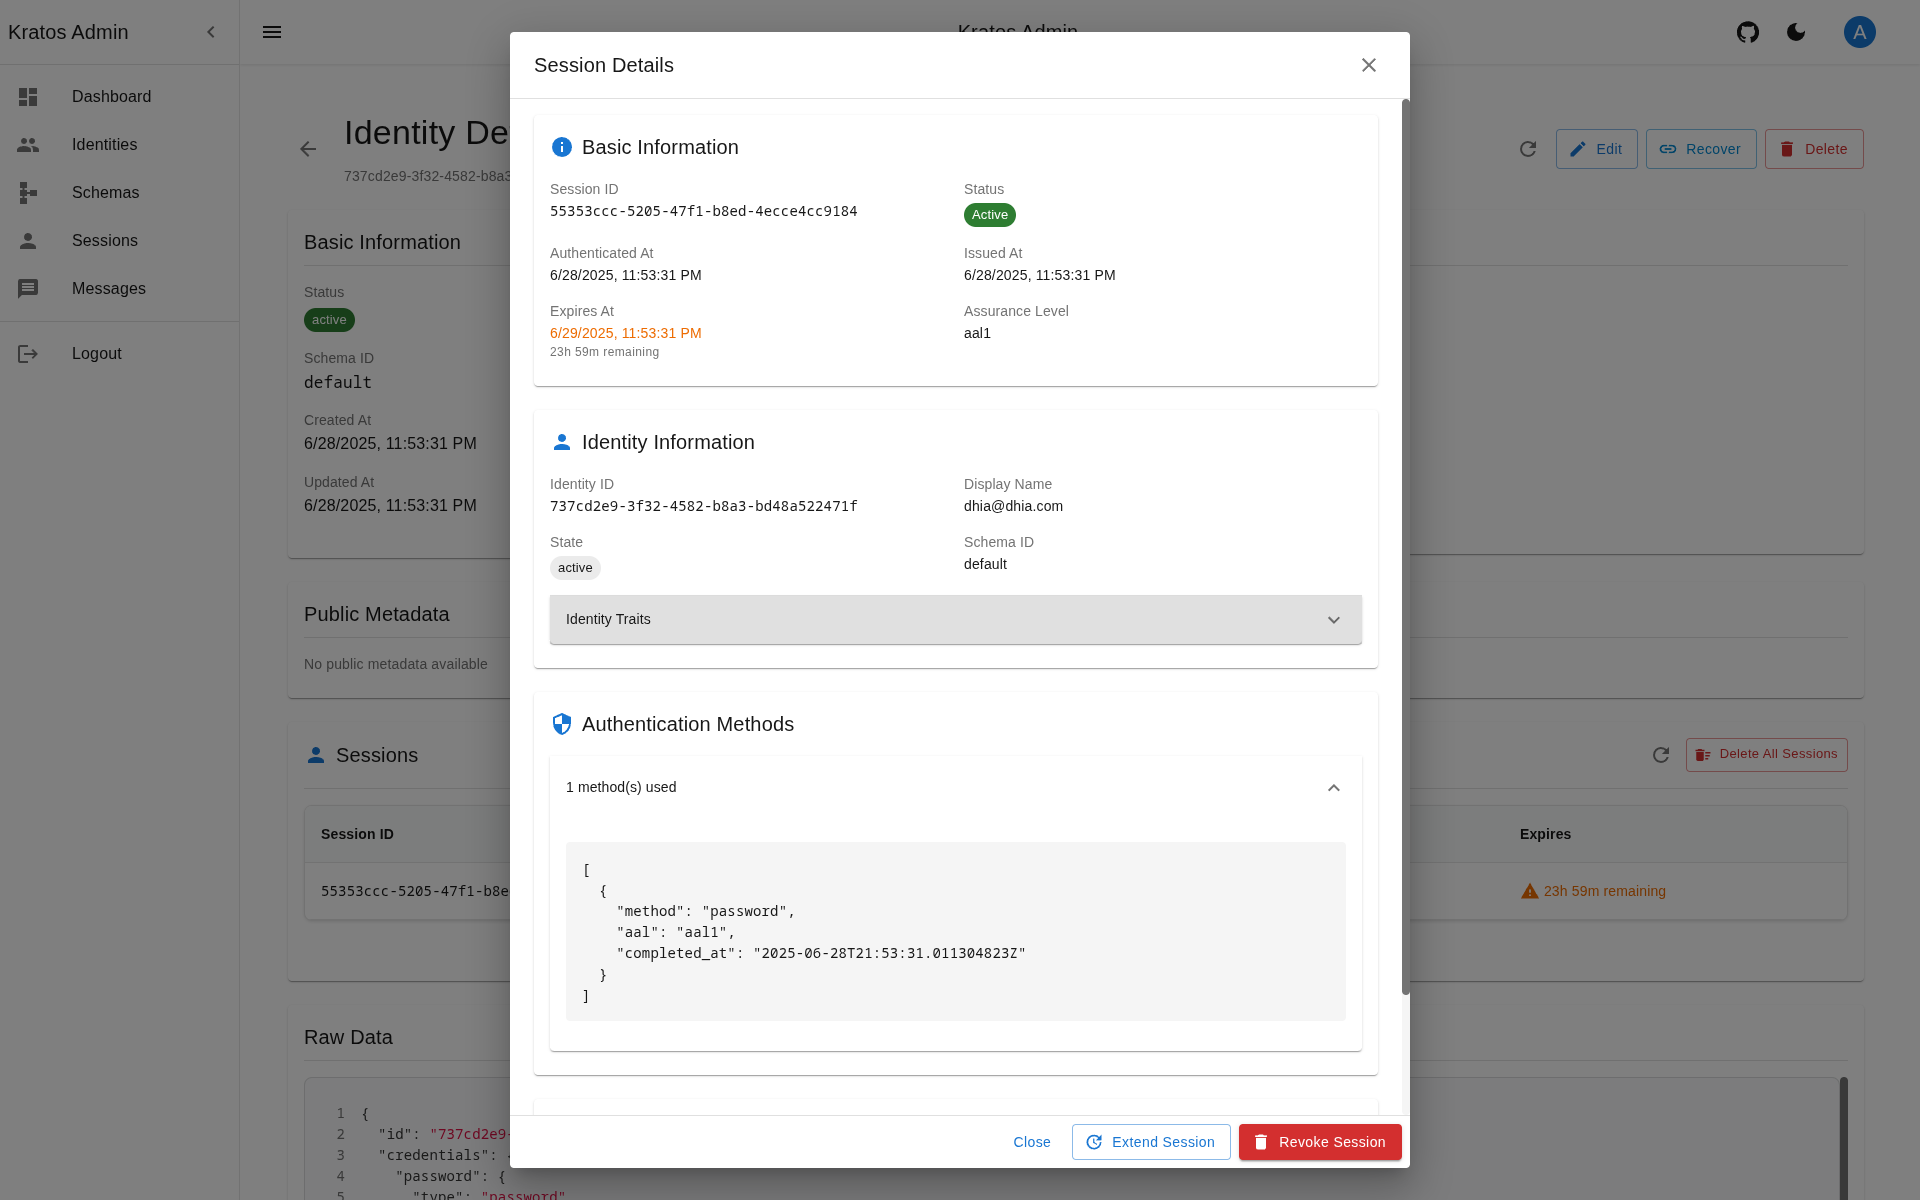 Kratos Admin
Dashboard
Identities
Schemas
Sessions
Messages
Logout
A
Identity De
737cd2e9-3f32-4582-b8a3
Edit
Recover
Delete
Basic Information
Status
active
Schema ID
default
Created At
6/28/2025, 11:53:31 PM
Updated At
6/28/2025, 11:53:31 PM
Public Metadata
No public metadata available
Sessions
Delete All Sessions
Session ID
Expires
55353ccc-5205-47f1-b8e
23h 59m remaining
Raw Data
1 {
2 "id": "737cd2e9-
3 "credentials":
4 "password": {
5 "type": "password"
Kratos Admin
Session Details
Basic Information
Session ID
55353ccc-5205-47f1-b8ed-4ecce4cc9184
Status
Active
Authenticated At
6/28/2025, 11:53:31 PM
Issued At
6/28/2025, 11:53:31 PM
Expires At
6/29/2025, 11:53:31 PM
23h 59m remaining
Assurance Level
aal1
Identity Information
Identity ID
737cd2e9-3f32-4582-b8a3-bd48a522471f
Display Name
dhia@dhia.com
State
active
Schema ID
default
Identity Traits
Authentication Methods
1 method(s) used
[
{
"method": "password",
"aal": "aal1",
"completed_at": "2025-06-28T21:53:31.011304823Z"
}
]
Close
Extend Session
Revoke Session